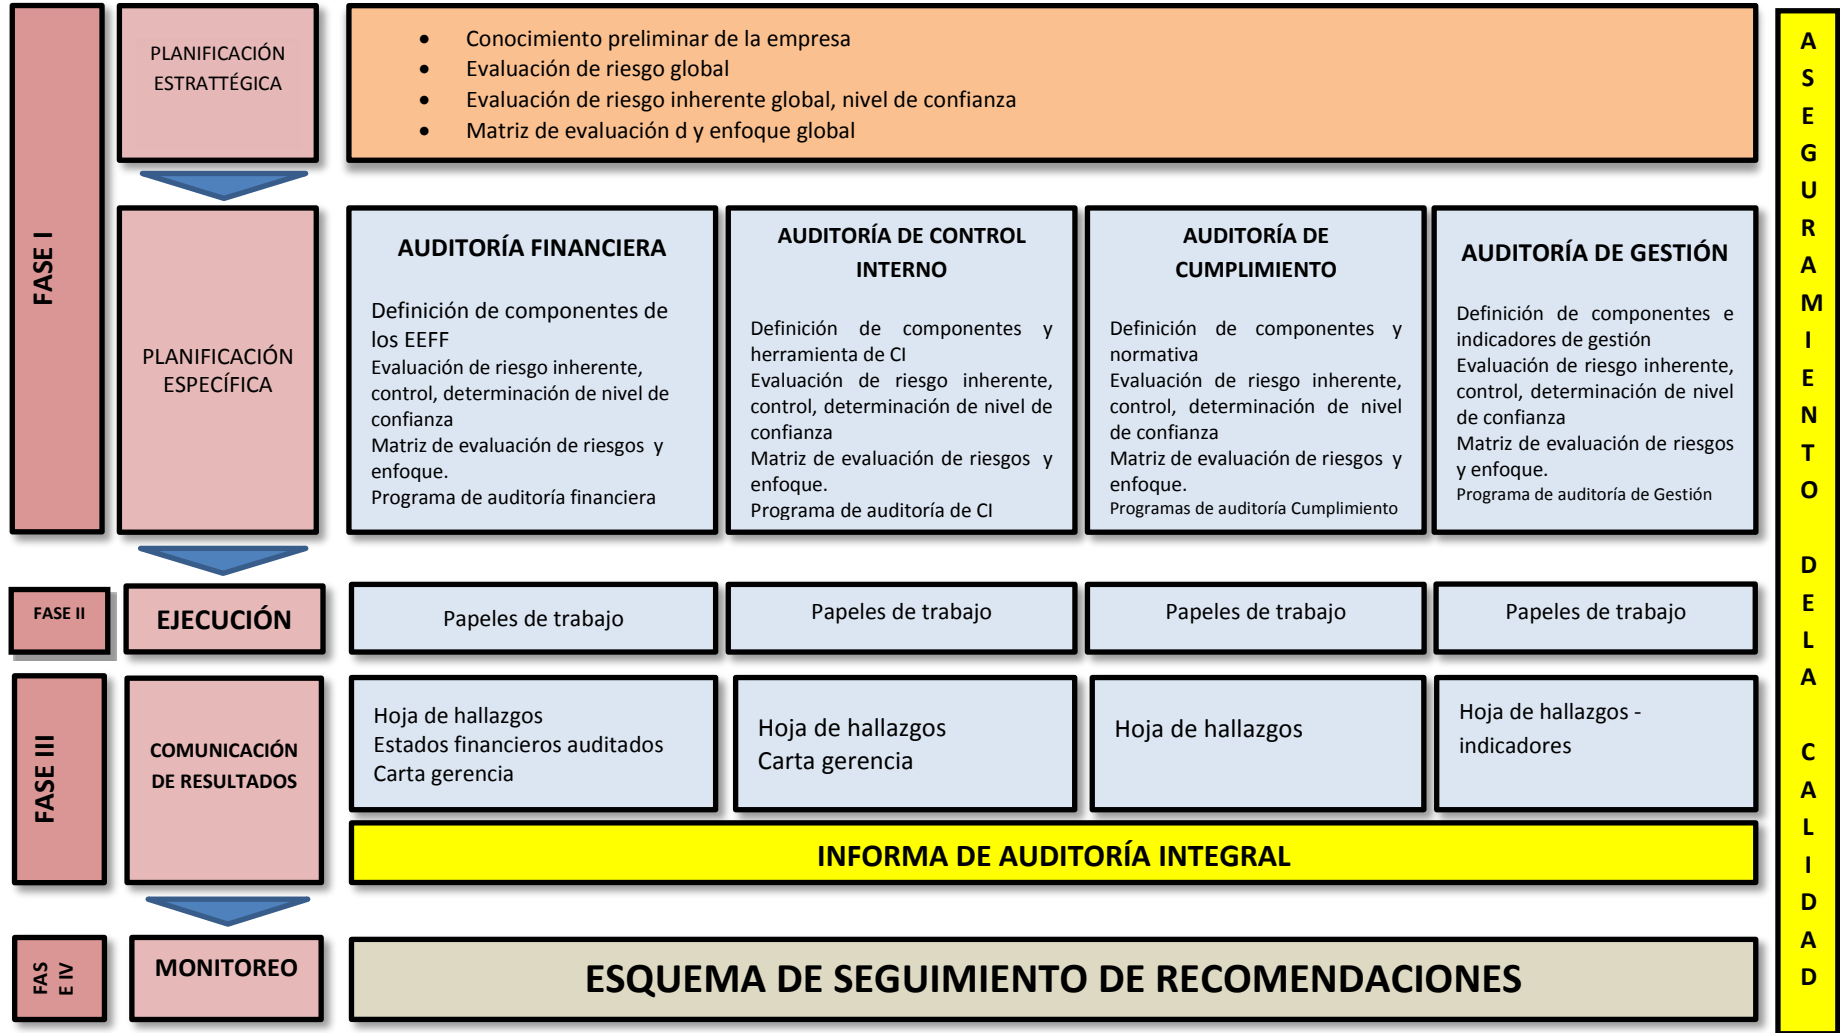 FASE I
PLANIFICACIÓN
ESTRATTÉGICA
• Conocimiento preliminar de la empresa
• Evaluación de riesgo global
• Evaluación de riesgo inherente global, nivel de confianza
• Matriz de evaluación d y enfoque global
PLANIFICACIÓN
ESPECÍFICA
AUDITORÍA FINANCIERA
Definición de componentes de
los EEFF
Evaluación de riesgo inherente,
control, determinación de nivel de
confianza
Matriz de evaluación de riesgos y
enfoque.
Programa de auditoría financiera
AUDITORÍA DE CONTROL
INTERNO
Definición de componentes y
herramienta de CI
Evaluación de riesgo inherente,
control, determinación de nivel de
confianza
Matriz de evaluación de riesgos y
enfoque.
Programa de auditoría de CI
AUDITORÍA DE
CUMPLIMIENTO
Definición de componentes y
normativa
Evaluación de riesgo inherente,
control, determinación de nivel
de confianza
Matriz de evaluación de riesgos y
enfoque.
Programas de auditoría Cumplimiento
AUDITORÍA DE GESTIÓN
Definición de componentes e
indicadores de gestión
Evaluación de riesgo inherente,
control, determinación de nivel
de confianza
Matriz de evaluación de riesgos
y enfoque.
Programa de auditoría de Gestión
FASE II
EJECUCIÓN
Papeles de trabajo
Papeles de trabajo
Papeles de trabajo
Papeles de trabajo
FASE III
COMUNICACIÓN
DE RESULTADOS
Hoja de hallazgos
Estados financieros auditados
Carta gerencia
Hoja de hallazgos
Carta gerencia
Hoja de hallazgos
Hoja de hallazgos -
indicadores
INFORMA DE AUDITORÍA INTEGRAL
FAS
E IV
MONITOREO
ESQUEMA DE SEGUIMIENTO DE RECOMENDACIONES
ASEGURAMIENTO DE LA CALIDAD